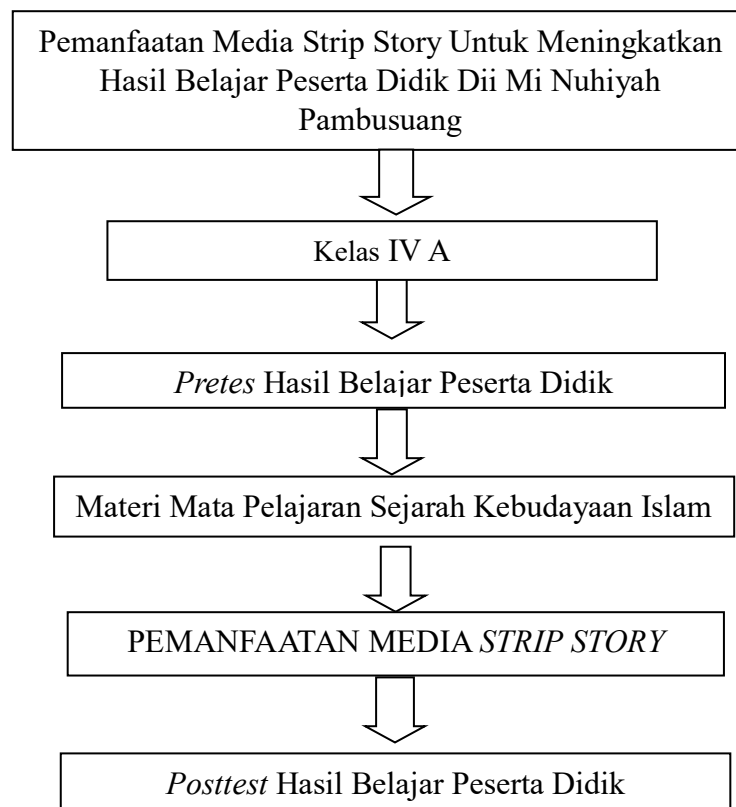 Pemanfaatan Media Strip Story Untuk Meningkatkan
Hasil Belajar Peserta Didik Dii Mi Nuhiyah
Pambusuang
Kelas IV A
Pretes Hasil Belajar Peserta Didik
Materi Mata Pelajaran Sejarah Kebudayaan Islam
PEMANFAATAN MEDIA STRIP STORY
Posttest Hasil Belajar Peserta Didik